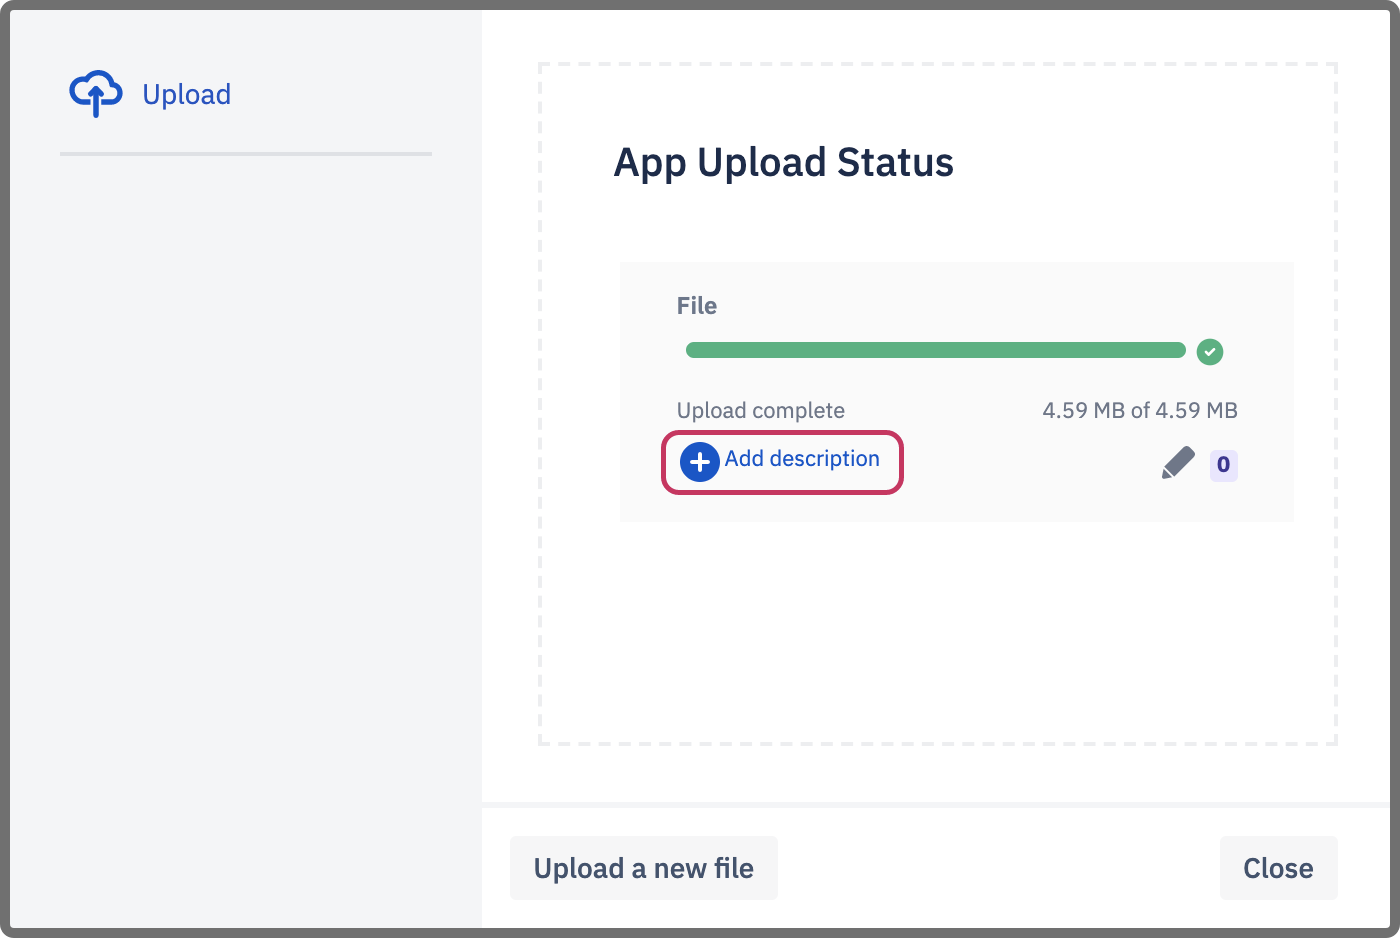 Upload
App Upload Status
File
Upload complete
4.59 MB of 4.59 MB
Add description
0
Upload a new file
Close